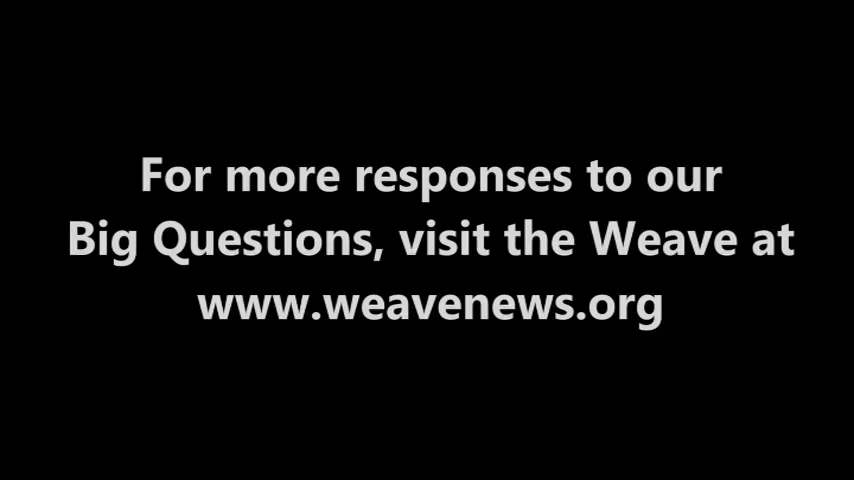 For more responses to our
Big Questions, visit the Weave at
www.weavenews.org